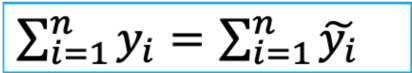 ∑ᵢ₌₁ⁿ yᵢ = ∑ᵢ₌₁ⁿ ỹᵢ